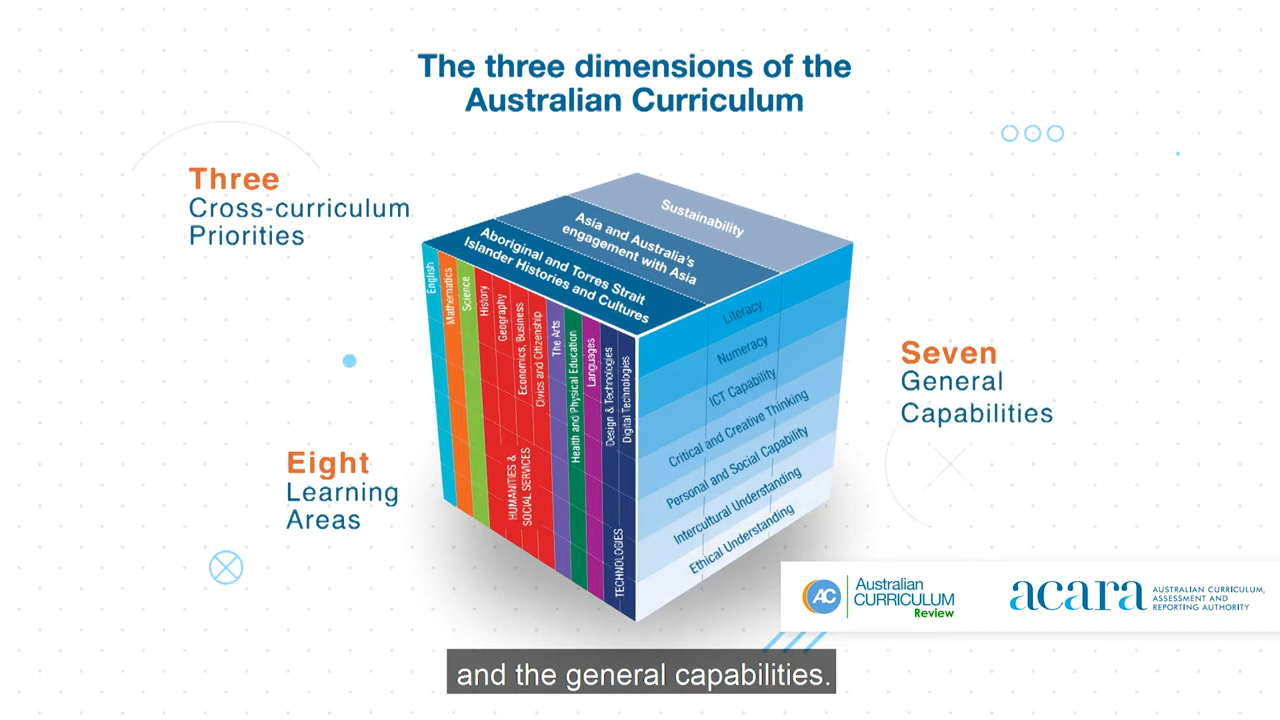 The three dimensions of the
Australian Curriculum
Three
Cross-curriculum
Priorities
Sustainability
Asia and Australia's
engagement with Asia
Aboriginal and Torres Strait
Islander Histories and Cultures
English
Mathematics
Science
History
Geography
Economics, Business
Civics and Citizenship
HUMANITIES &
SOCIAL SERVICES
The Arts
Health and Physical Education
Languages
Design & Technologies
Digital Technologies
TECHNOLOGIES
Literacy
Numeracy
ICT Capability
Critical and Creative Thinking
Personal and Social Capability
Intercultural Understanding
Ethical Understanding
Seven
General
Capabilities
Eight
Learning
Areas
AC
Australian
CURRICULUM
Review
acara
AUSTRALIAN CURRICULUM,
ASSESSMENT AND
REPORTING AUTHORITY
and the general capabilities.